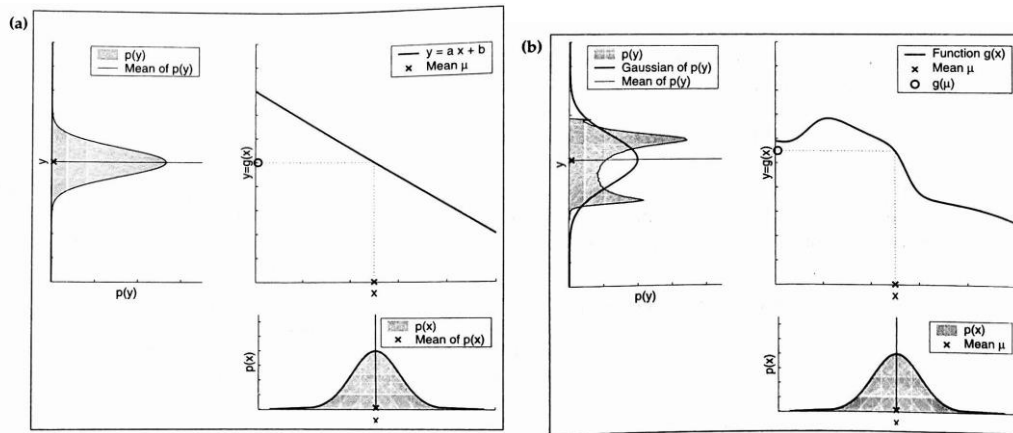 (a)
p(y)
Mean of p(y)
y = a x + b
× Mean μ
y
y=g(x)
p(y)
x
p(x)
× Mean of p(x)
p(x)
x
(b)
p(y)
Gaussian of p(y)
Mean of p(y)
Function g(x)
× Mean μ
g(μ)
y
y=g(x)
p(y)
x
p(x)
× Mean μ
p(x)
x